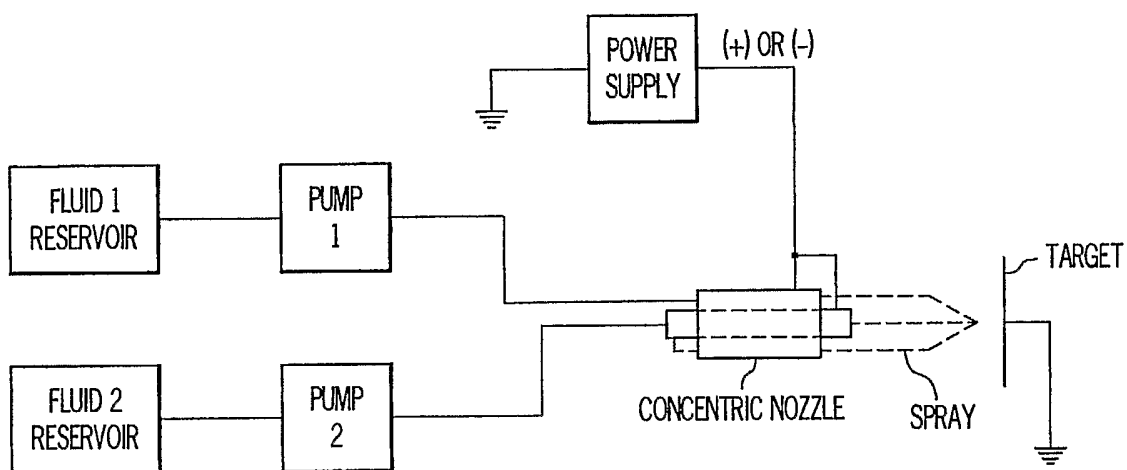 POWER
SUPPLY
(+) OR (-)
FLUID 1
RESERVOIR
PUMP
1
TARGET
FLUID 2
RESERVOIR
PUMP
2
CONCENTRIC NOZZLE
SPRAY